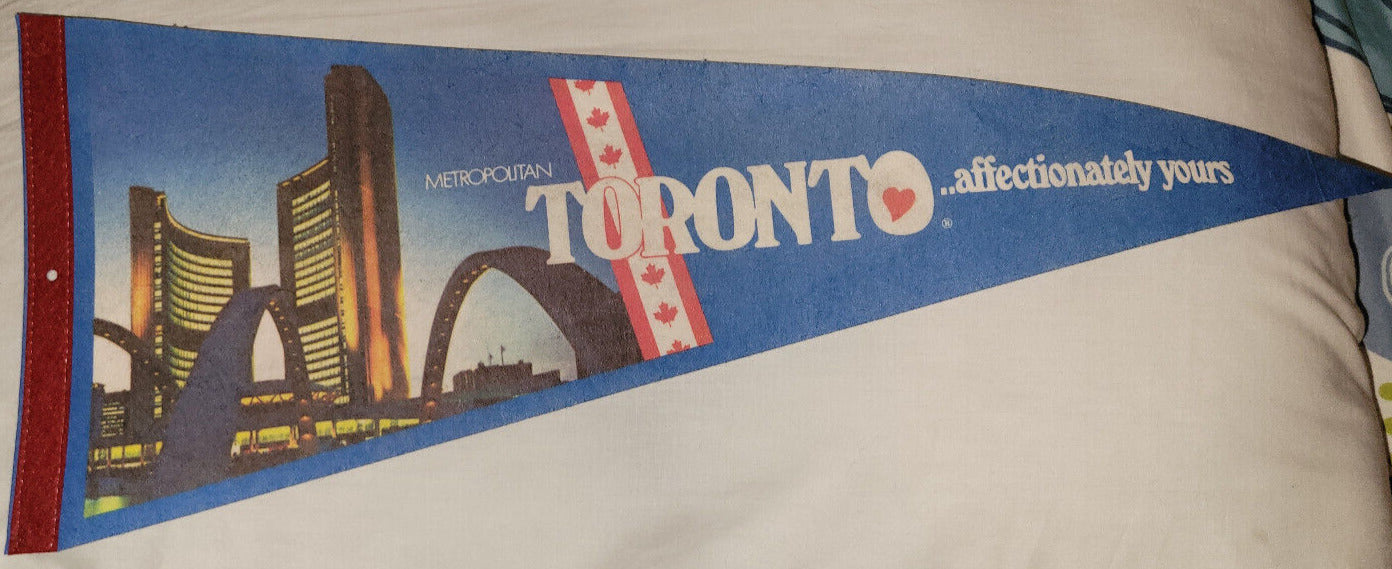 METROPOLITAN
TORONTO ..affectionately yours
®